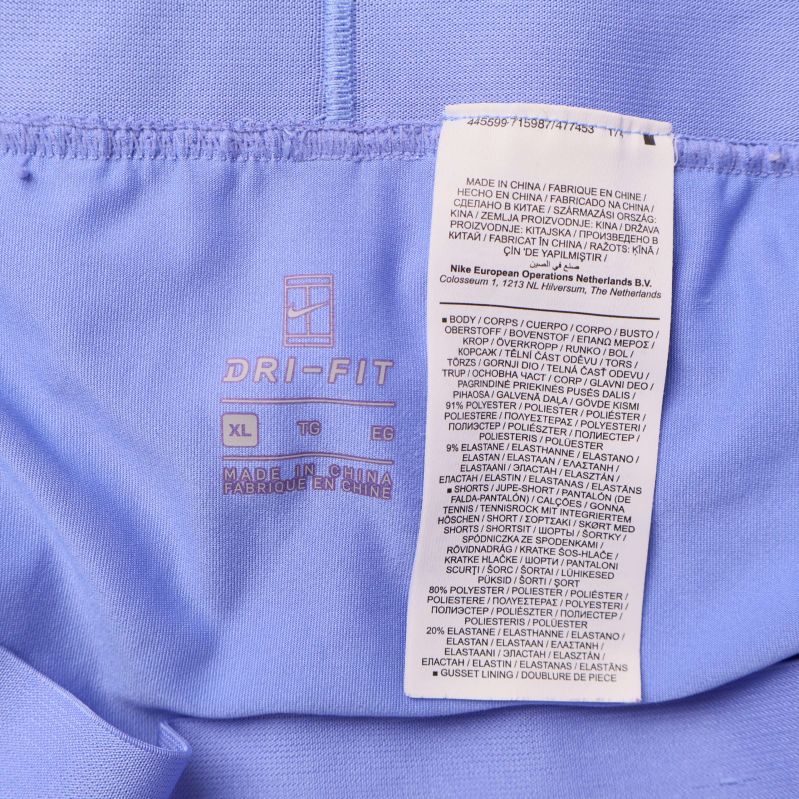 DRI-FIT
XL TG EG
MADE IN CHINA
FABRIQUE EN CHINE
445599 715987/477453
MADE IN CHINA / FABRIQUE EN CHINE /
HECHO EN CHINA / FABRICADO NA CHINA /
СДЕЛАНО В КИТАЕ / SZÁRMAZÁSI ORSZÁG:
KÍNA / ZEMLJA PROIZVODNJE: KINA / DRŽAVA
PROIZVODNJE: KITAJSKA / ПРОИЗВЕДЕНО В
КИТАЙ / FABRICAT ÎN CHINA / RAŽOTS: ĶĪNĀ /
ÇİN 'DE YAPILMIŞTIR /
صنع في الصين
Nike European Operations Netherlands B.V.
Colosseum 1, 1213 NL Hilversum, The Netherlands
■ BODY / CORPS / CUERPO / CORPO / BUSTO /
OBERSTOFF / BOVENSTOF / ΕΠΑΝΩ ΜΕΡΟΣ /
KROP / ÖVERKROPP / RUNKO / BOL /
КОРСАЖ / TĚLNÍ ČÁST ODĚVU / TORS /
TÖRZS / GORNJI DIO / TELNÁ ČASŤ ODEVU /
TRUP / ОСНОВНА ЧАСТ / CORP / GLAVNI DEO /
PAGRINDINĖ PRIEKINĖS PUSĖS DALIS /
PIHAOSA / GALVENĀ DAĻA / GÖVDE KISMI
91% POLYESTER / POLIESTER / POLIÉSTER /
POLIESTERE / ΠΟΛΥΕΣΤΕΡΑΣ / POLYESTERI /
ПОЛИЭСТЕР / POLIÉSZTER / ПОЛИЕСТЕР /
POLIESTERIS / POLÜESTER
9% ELASTANE / ELASTHANNE / ELASTANO /
ELASTAN / ELASTAAN / ΕΛΑΣΤΑΝΗ /
ELASTAANI / ЭЛАСТАН / ELASZTÁN /
ЕЛАСТАН / ELASTIN / ELASTANAS / ELASTĀNS
■ SHORTS / JUPE-SHORT / PANTALÓN (DE
FALDA-PANTALÓN) / CALÇÕES / GONNA
TENNIS / TENNISROCK MIT INTEGRIERTEM
HÖSCHEN / SHORT / ΣΟΡΤΣΑΚΙ / SKØRT MED
SHORTS / SHORTSIT / ШОРТЫ / ŠORTKY /
SPÓDNICZKA ZE SPODENKAMI /
RÖVIDNADRÁG / KRATKE ŠOS-HLAČE /
KRATKE HLAČKE / ШОРТИ / PANTALONI
SCURŢI / ŠORC / ŠORTAI / LÜHIKESED
PÜKSID / ŠORTI / ŞORT
80% POLYESTER / POLIESTER / POLIÉSTER /
POLIESTERE / ΠΟΛΥΕΣΤΕΡΑΣ / POLYESTERI /
ПОЛИЭСТЕР / POLIÉSZTER / ПОЛИЕСТЕР /
POLIESTERIS / POLÜESTER
20% ELASTANE / ELASTHANNE / ELASTANO /
ELASTAN / ELASTAAN / ΕΛΑΣΤΑΝΗ /
ELASTAANI / ЭЛАСТАН / ELASZTÁN /
ЕЛАСТАН / ELASTIN / ELASTANAS / ELASTĀNS
■ GUSSET LINING / DOUBLURE DE PIECE